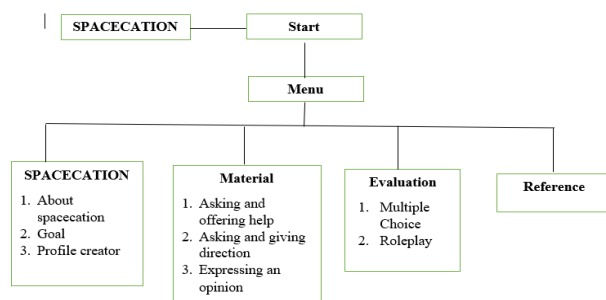 SPACECATION
Start
Menu
SPACECATION
1. About
spacecation
2. Goal
3. Profile creator
Material
1. Asking and
offering help
2. Asking and giving
direction
3. Expressing an
opinion
Evaluation
1. Multiple
Choice
2. Roleplay
Reference